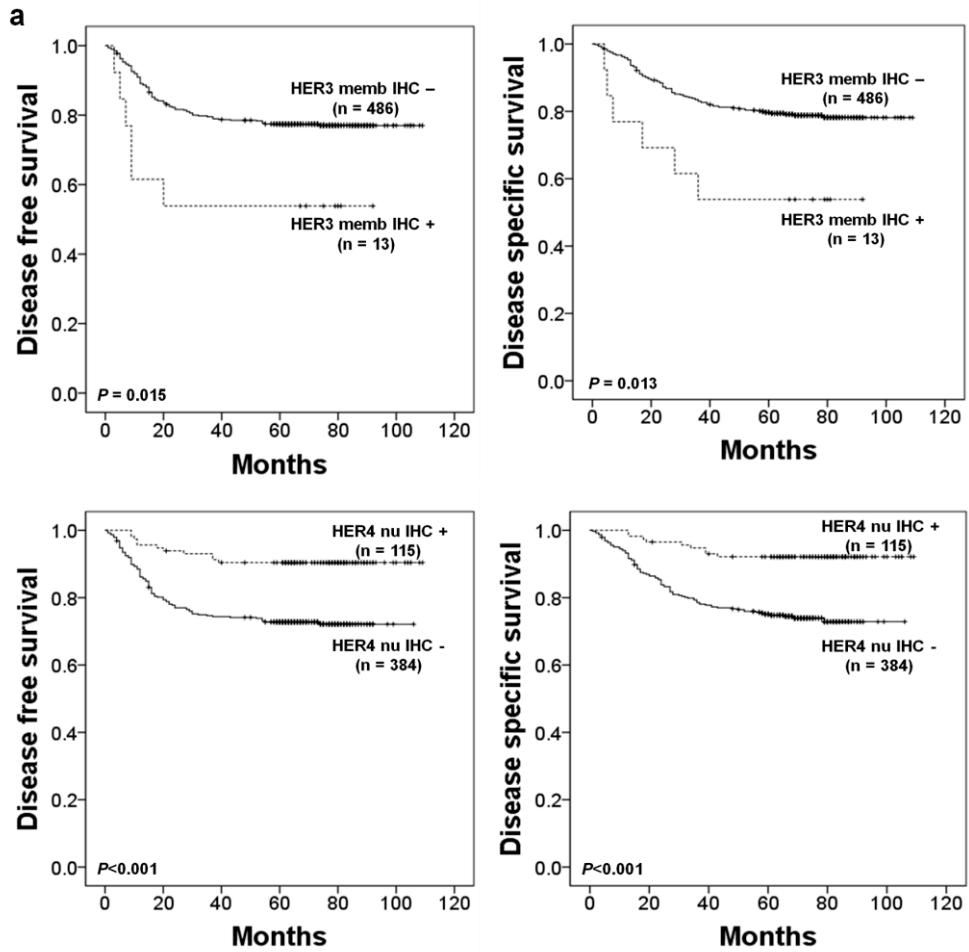 a
Disease free survival
1.0
0.8
0.6
0.4
0.2
0.0
HER3 memb IHC –
(n = 486)
HER3 memb IHC +
(n = 13)
P = 0.015
0 20 40 60 80 100 120
Months
Disease specific survival
1.0
0.8
0.6
0.4
0.2
0.0
HER3 memb IHC –
(n = 486)
HER3 memb IHC +
(n = 13)
P = 0.013
0 20 40 60 80 100 120
Months
Disease free survival
1.0
0.8
0.6
0.4
0.2
0.0
HER4 nu IHC +
(n = 115)
HER4 nu IHC -
(n = 384)
P<0.001
0 20 40 60 80 100 120
Months
Disease specific survival
1.0
0.8
0.6
0.4
0.2
0.0
HER4 nu IHC +
(n = 115)
HER4 nu IHC -
(n = 384)
P<0.001
0 20 40 60 80 100 120
Months